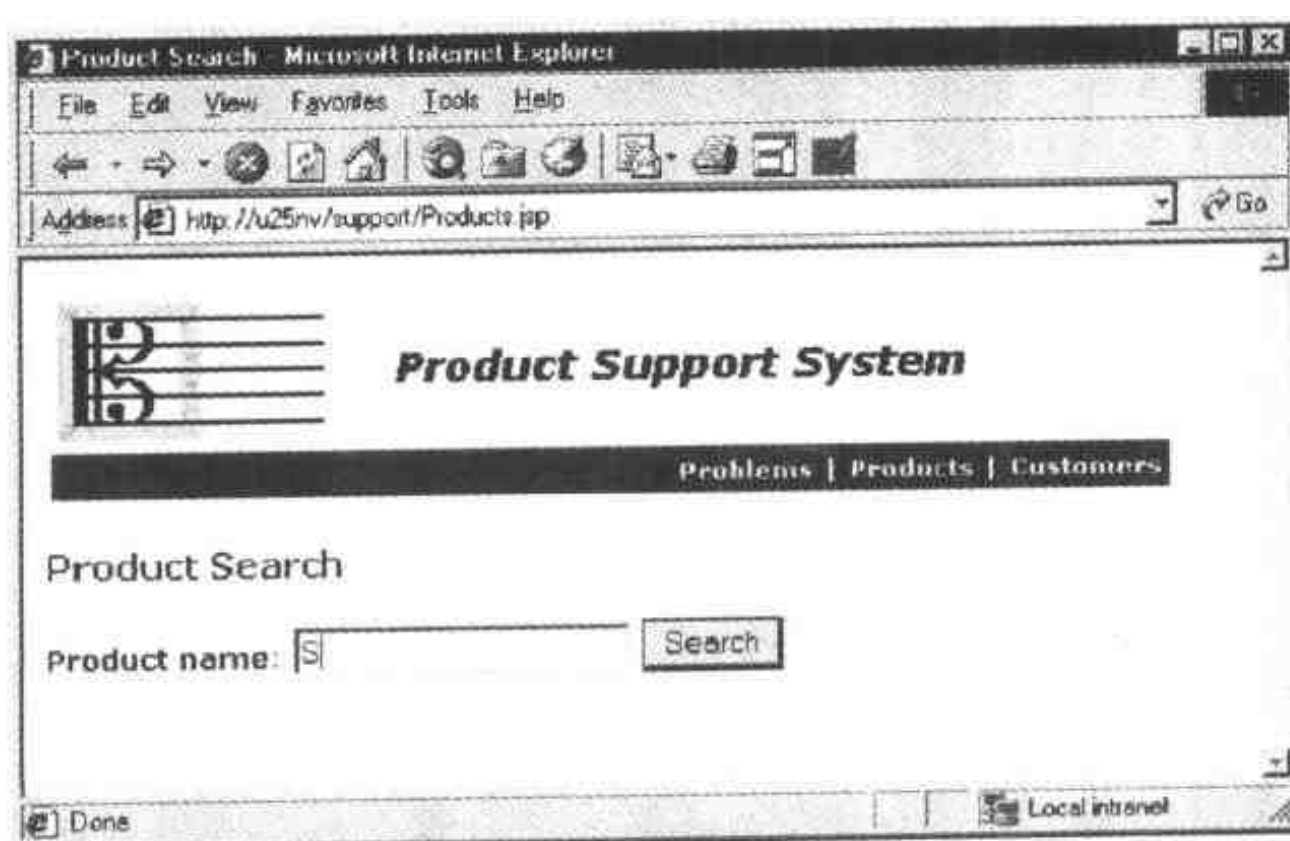 Product Search - Microsoft Internet Explorer
File Edit View Favorites Tools Help
Address http://u25nv/support/Products.jsp Go
Product Support System
Problems | Products | Customers
Product Search
Product name: S Search
Done Local intranet